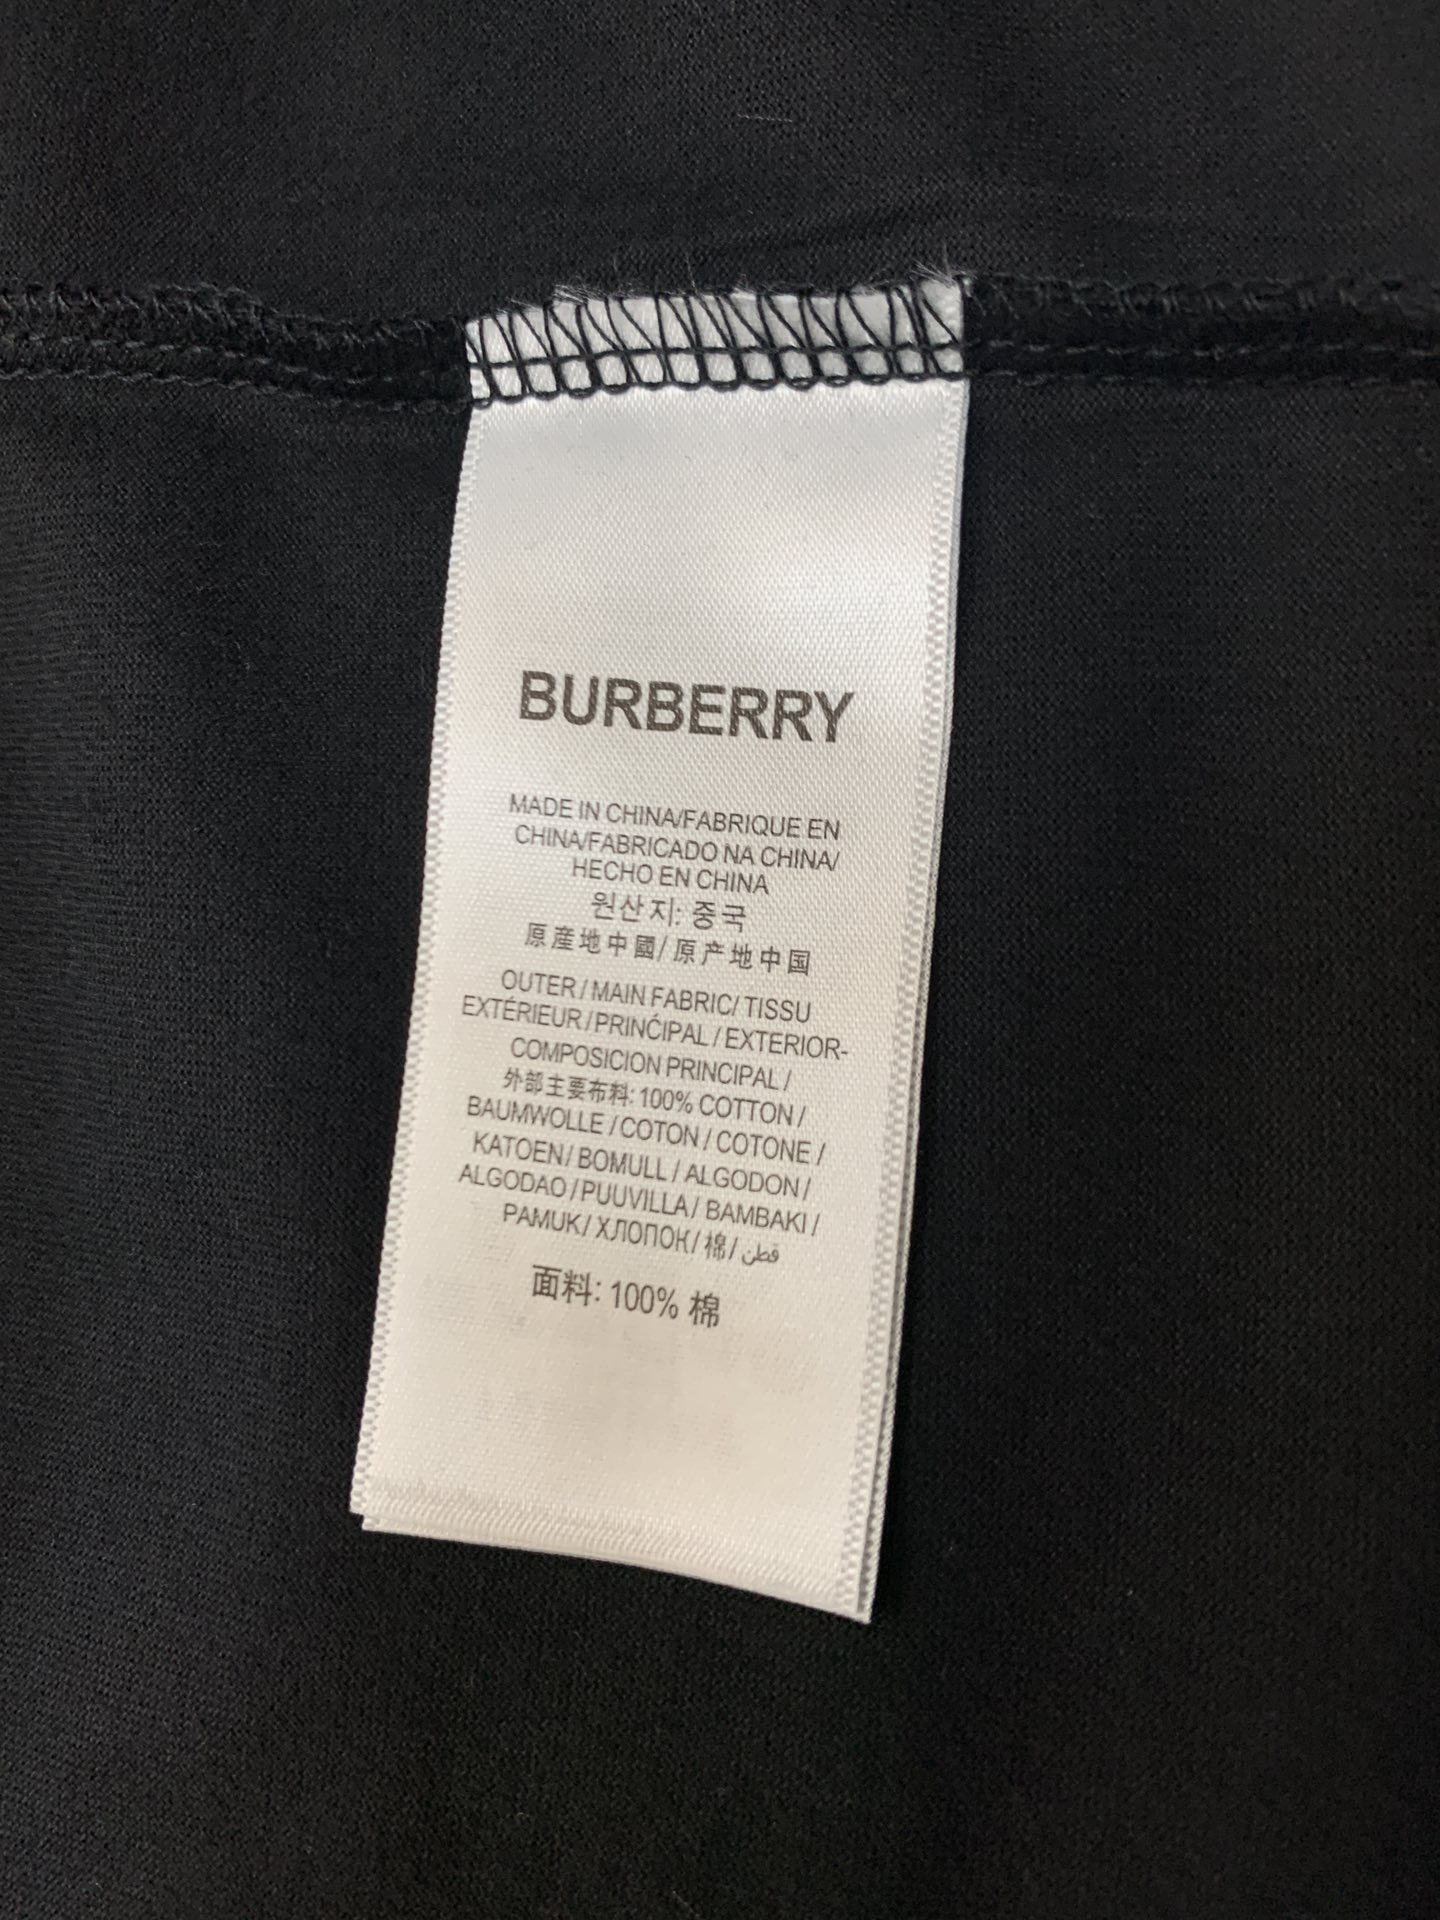 BURBERRY
MADE IN CHINA/FABRIQUE EN
CHINA/FABRICADO NA CHINA/
HECHO EN CHINA
원산지: 중국
原産地中國/原产地中国
OUTER / MAIN FABRIC/ TISSU
EXTÉRIEUR / PRINĆIPAL / EXTERIOR-
COMPOSICION PRINCIPAL /
外部主要布料: 100% COTTON /
BAUMWOLLE / COTON / COTONE /
KATOEN / BOMULL / ALGODON /
ALGODAO / PUUVILLA / BAMBAKI /
PAMUK / ХЛОПОК / 棉 / قطن
面料: 100% 棉